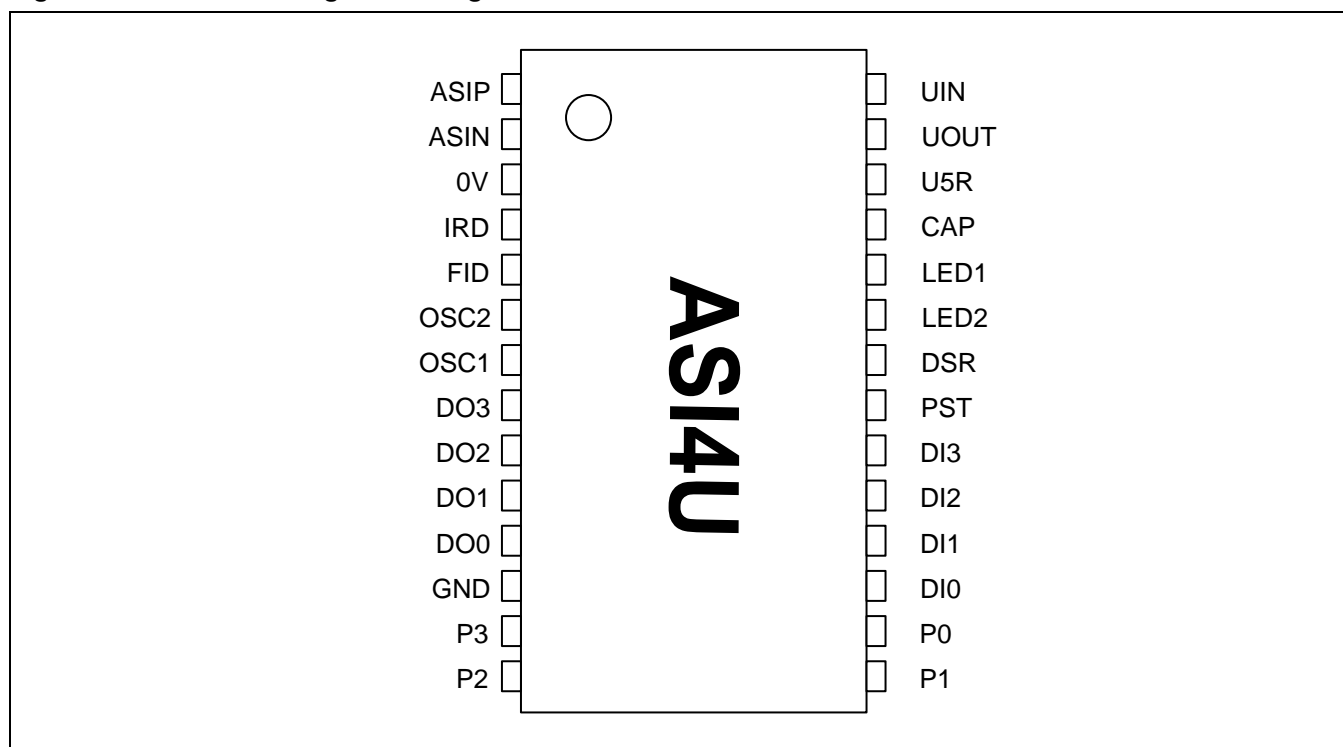 ASIP
ASIN
0V
IRD
FID
OSC2
OSC1
DO3
DO2
DO1
DO0
GND
P3
P2
ASI4U
UIN
UOUT
U5R
CAP
LED1
LED2
DSR
PST
DI3
DI2
DI1
DI0
P0
P1